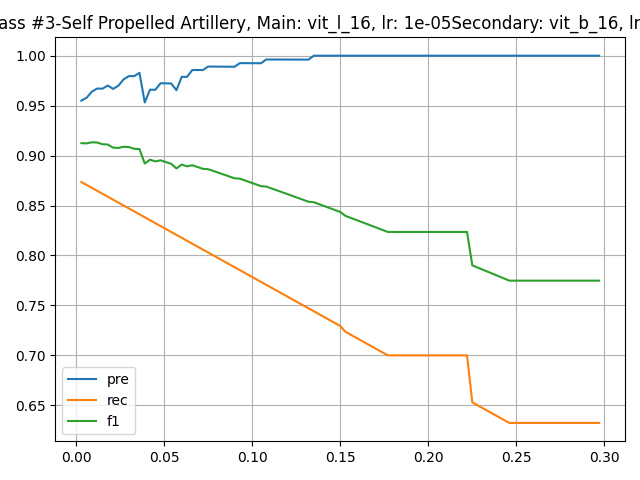 ass #3-Self Propelled Artillery, Main: vit_l_16, lr: 1e-05Secondary: vit_b_16, lr
1.00
0.95
0.90
0.85
0.80
0.75
0.70
0.65
pre
rec
f1
0.00 0.05 0.10 0.15 0.20 0.25 0.30